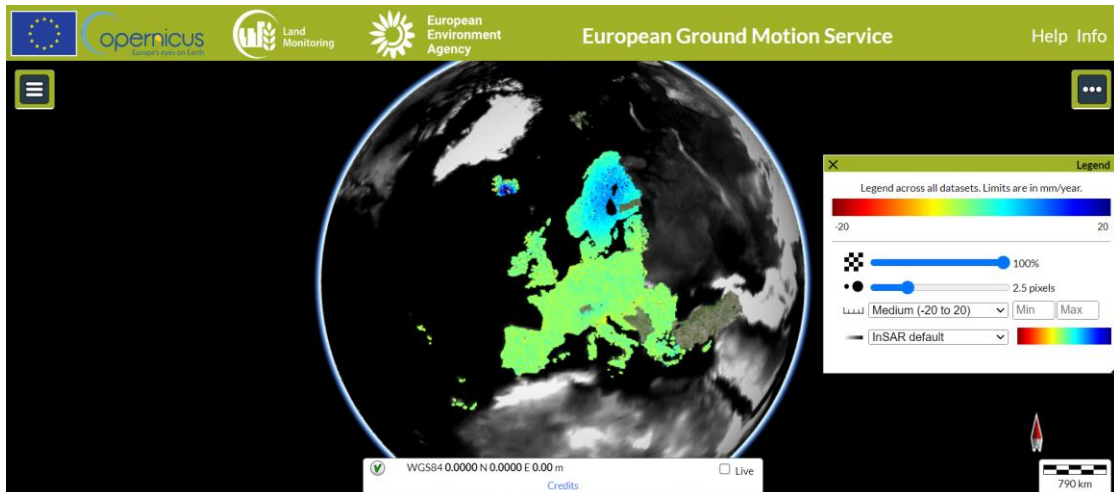 opernicus
Europe's eyes on Earth
Land
Monitoring
European
Environment
Agency
European Ground Motion Service
Help Info
Legend
Legend across all datasets. Limits are in mm/year.
-20 20
100%
2.5 pixels
Medium (-20 to 20) Min Max
InSAR default
WGS84 0.0000 N 0.0000 E 0.00 m Live
Credits
790 km